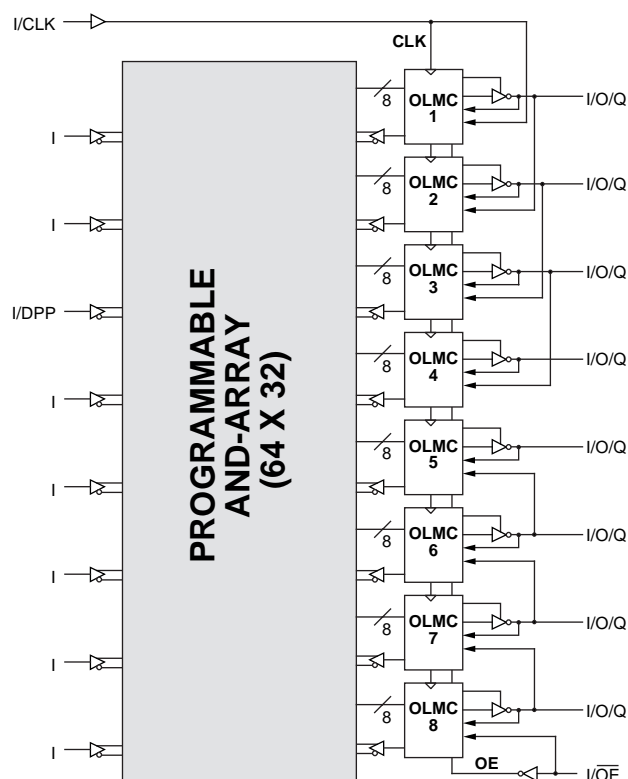 I/CLK
CLK
8
OLMC
1
I/O/Q
I
8
OLMC
2
I/O/Q
I
8
OLMC
3
I/O/Q
I/DPP
PROGRAMMABLE
AND-ARRAY
(64 X 32)
8
OLMC
4
I/O/Q
I
8
OLMC
5
I/O/Q
I
8
OLMC
6
I/O/Q
I
8
OLMC
7
I/O/Q
I
8
OLMC
8
I/O/Q
I
OE
I/O̅E̅